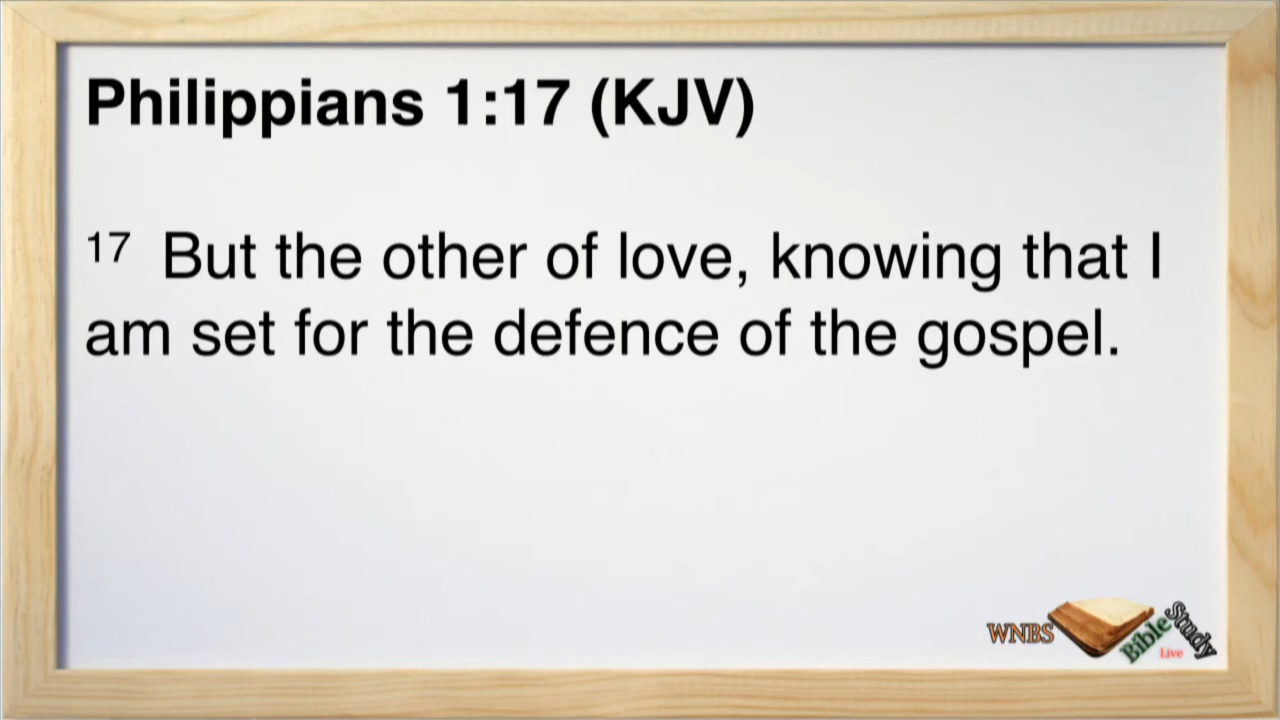 Philippians 1:17 (KJV)
17 But the other of love, knowing that I
am set for the defence of the gospel.
WNBS Bible Study
Live